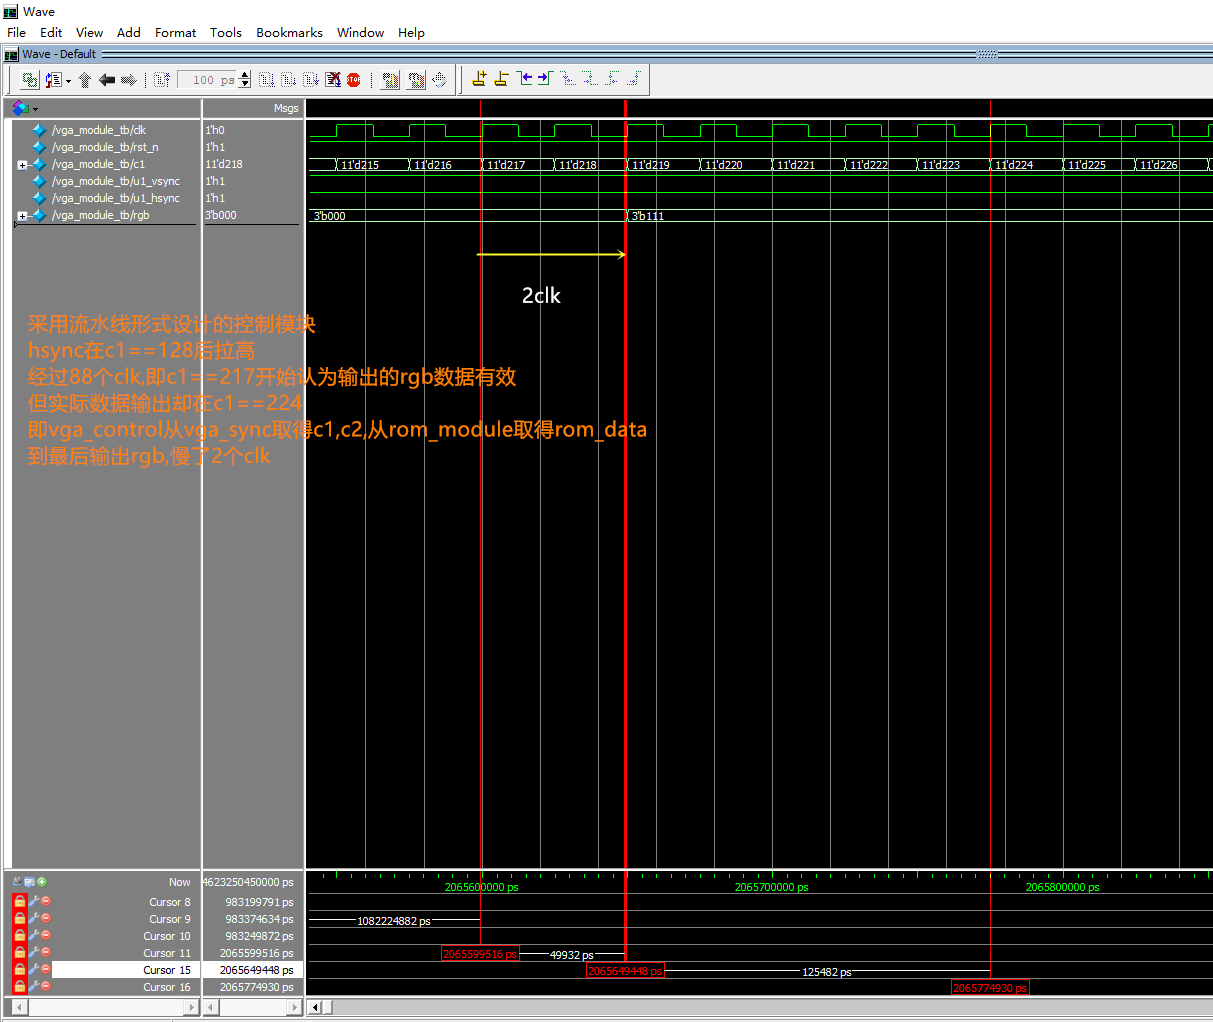 Wave
File Edit View Add Format Tools Bookmarks Window Help
Wave - Default
100 ps
Msgs
/vga_module_tb/clk 1'h0
/vga_module_tb/rst_n 1'h1
/vga_module_tb/c1 11'd218 11'd215 11'd216 11'd217 11'd218 11'd219 11'd220 11'd221 11'd222 11'd223 11'd224 11'd225 11'd226
/vga_module_tb/u1_vsync 1'h1
/vga_module_tb/u1_hsync 1'h1
/vga_module_tb/rgb 3'b000 3'b000 3'b111
2clk
采用流水线形式设计的控制模块
hsync在c1==128后拉高
经过88个clk,即c1==217开始认为输出的rgb数据有效
但实际数据输出却在c1==224
即vga_control从vga_sync取得c1,c2,从rom_module取得rom_data
到最后输出rgb,慢了2个clk
Now 4623250450000 ps 2065600000 ps 2065700000 ps 2065800000 ps
Cursor 8 983199791 ps
Cursor 9 983374634 ps 1082224882 ps
Cursor 10 983249872 ps
Cursor 11 2065599516 ps 2065599516 ps 49932 ps
Cursor 15 2065649448 ps 2065649448 ps 125482 ps
Cursor 16 2065774930 ps 2065774930 ps